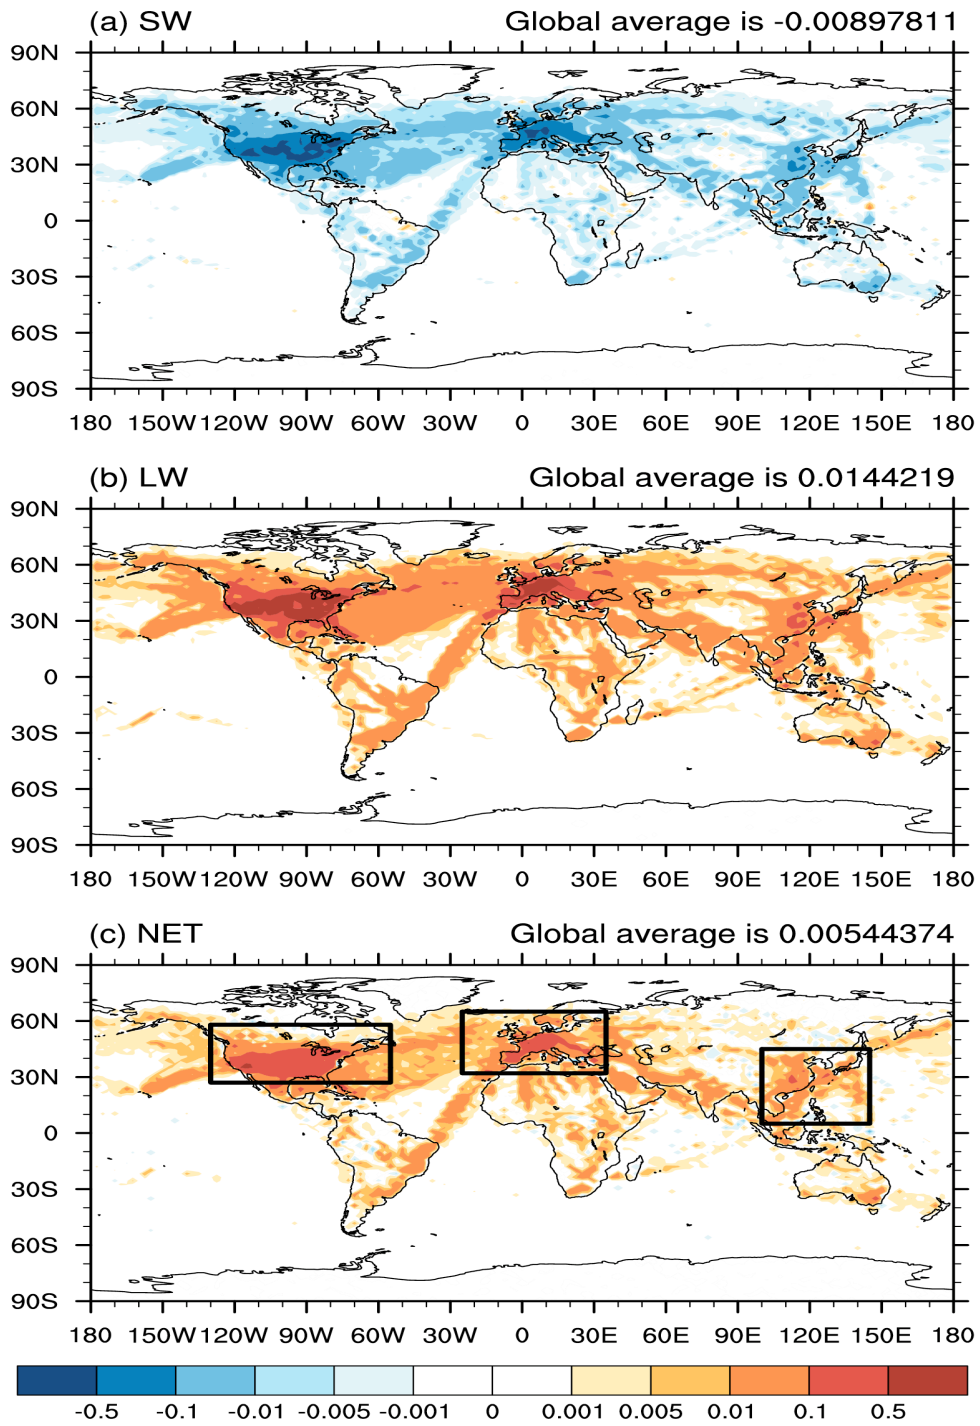 (a) SW Global average is -0.00897811
90N
60N
30N
0
30S
60S
90S
180 150W 120W 90W 60W 30W 0 30E 60E 90E 120E 150E 180
(b) LW Global average is 0.0144219
90N
60N
30N
0
30S
60S
90S
180 150W 120W 90W 60W 30W 0 30E 60E 90E 120E 150E 180
(c) NET Global average is 0.00544374
90N
60N
30N
0
30S
60S
90S
180 150W 120W 90W 60W 30W 0 30E 60E 90E 120E 150E 180
-0.5 -0.1 -0.01 -0.005 -0.001 0 0.001 0.005 0.01 0.1 0.5